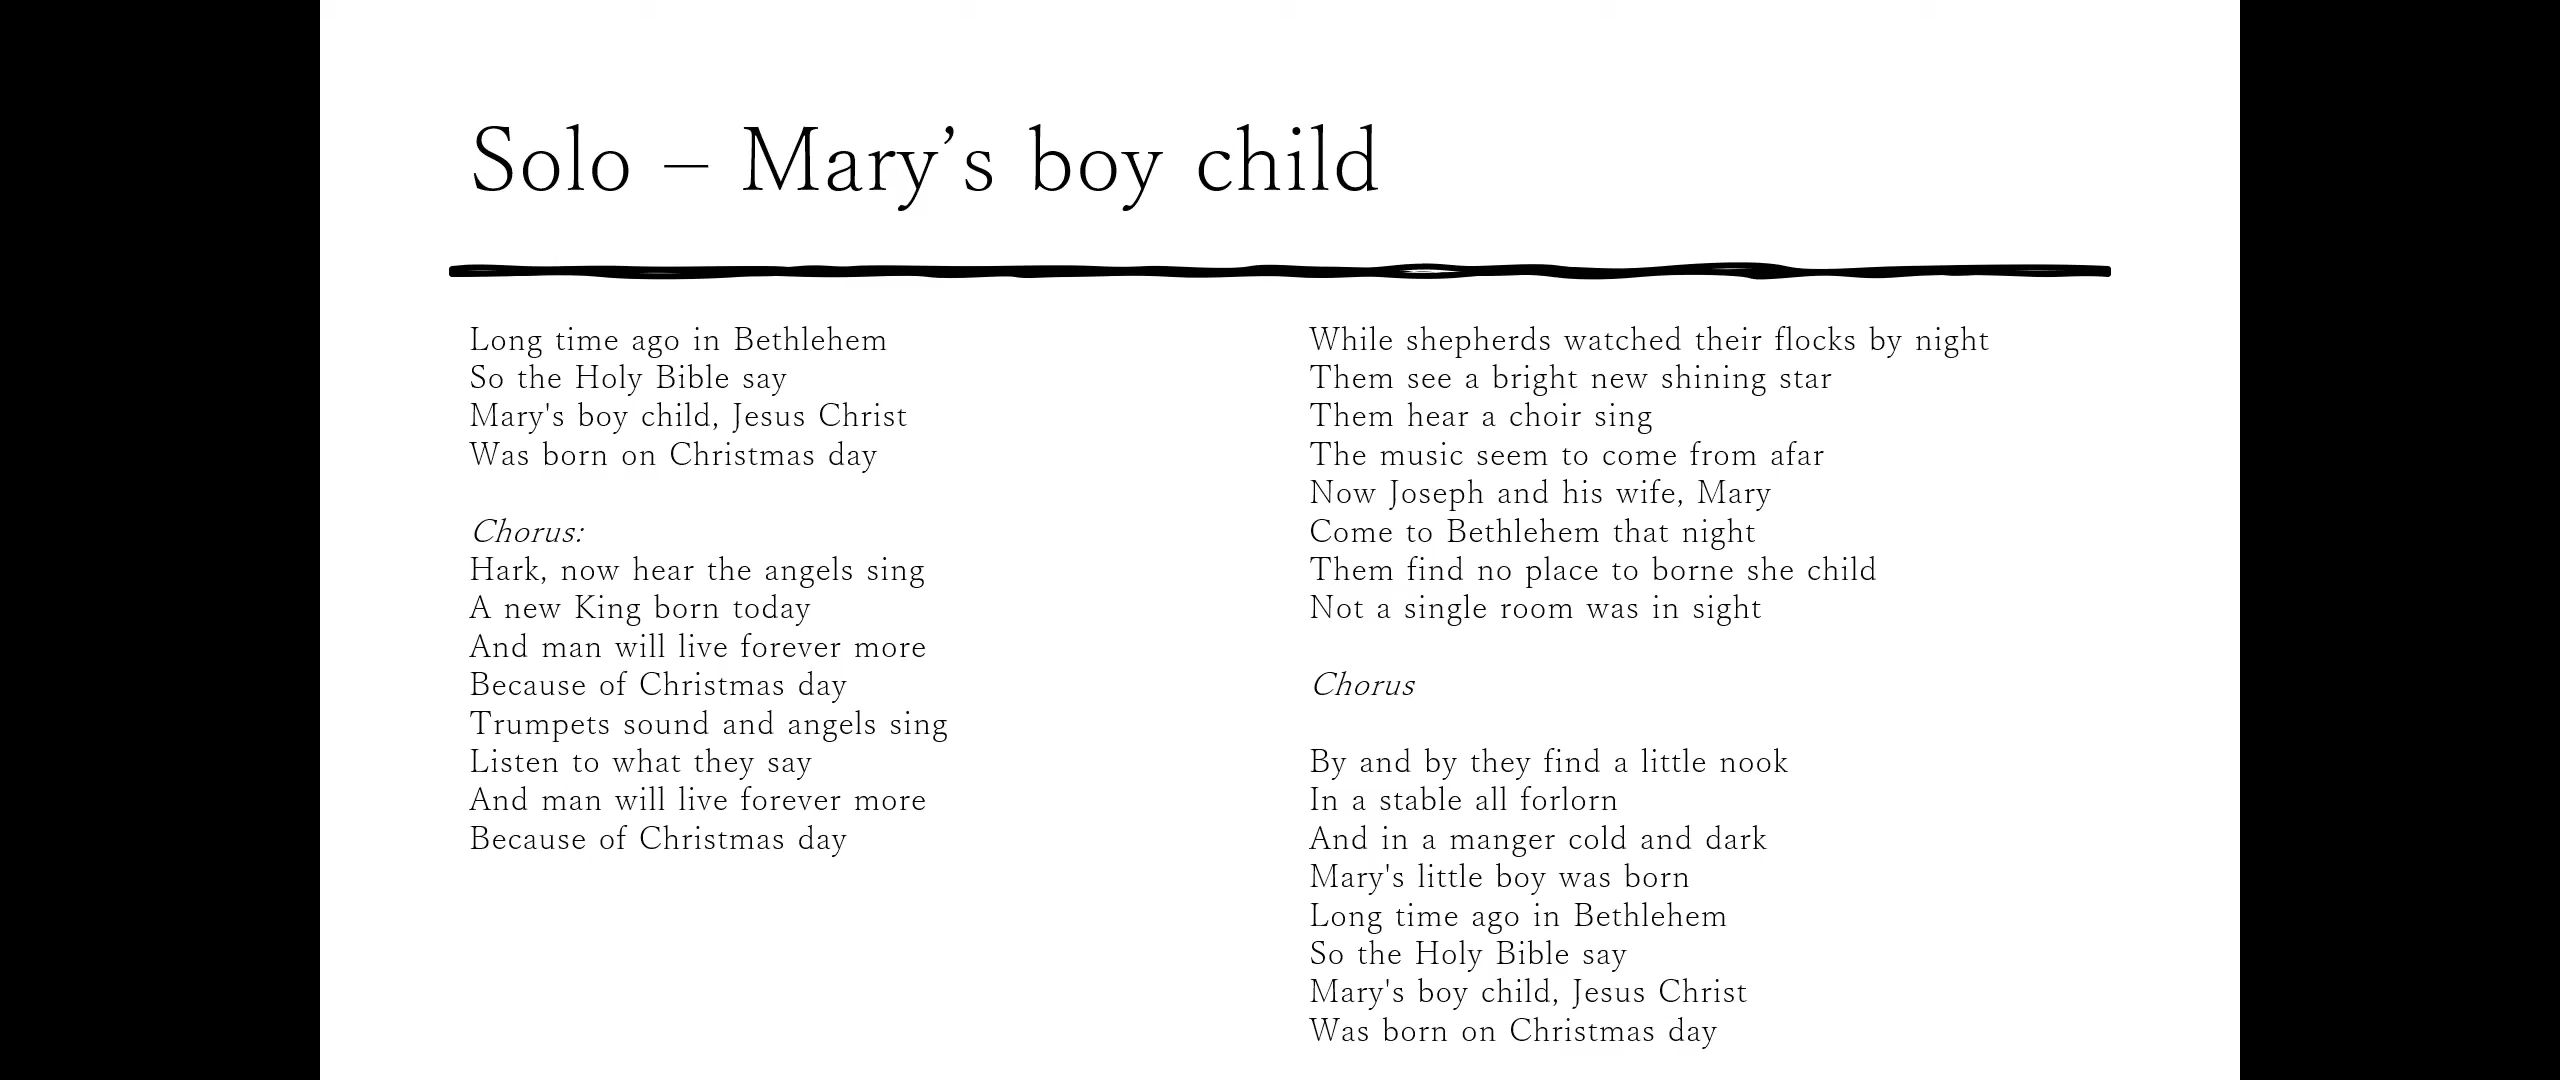 Solo – Mary’s boy child
Long time ago in Bethlehem
So the Holy Bible say
Mary's boy child, Jesus Christ
Was born on Christmas day
Chorus:
Hark, now hear the angels sing
A new King born today
And man will live forever more
Because of Christmas day
Trumpets sound and angels sing
Listen to what they say
And man will live forever more
Because of Christmas day
While shepherds watched their flocks by night
Them see a bright new shining star
Them hear a choir sing
The music seem to come from afar
Now Joseph and his wife, Mary
Come to Bethlehem that night
Them find no place to borne she child
Not a single room was in sight
Chorus
By and by they find a little nook
In a stable all forlorn
And in a manger cold and dark
Mary's little boy was born
Long time ago in Bethlehem
So the Holy Bible say
Mary's boy child, Jesus Christ
Was born on Christmas day